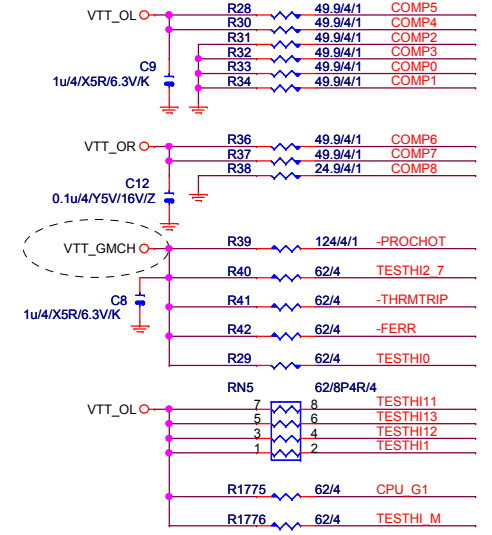 VTT_OL R28 49.9/4/1 COMP5
R30 49.9/4/1 COMP4
R31 49.9/4/1 COMP2
R32 49.9/4/1 COMP3
C9 R33 49.9/4/1 COMP0
1u/4/X5R/6.3V/K R34 49.9/4/1 COMP1
VTT_OR R36 49.9/4/1 COMP6
R37 49.9/4/1 COMP7
R38 24.9/4/1 COMP8
C12
0.1u/4/Y5V/16V/Z
VTT_GMCH R39 124/4/1 -PROCHOT
R40 62/4 TESTHI2_7
C8 R41 62/4 -THRMTRIP
1u/4/X5R/6.3V/K
R42 62/4 -FERR
R29 62/4 TESTHI0
RN5 62/8P4R/4
VTT_OL 7 8 TESTHI11
5 6 TESTHI13
3 4 TESTHI12
1 2 TESTHI1
R1775 62/4 CPU_G1
R1776 62/4 TESTHI_M